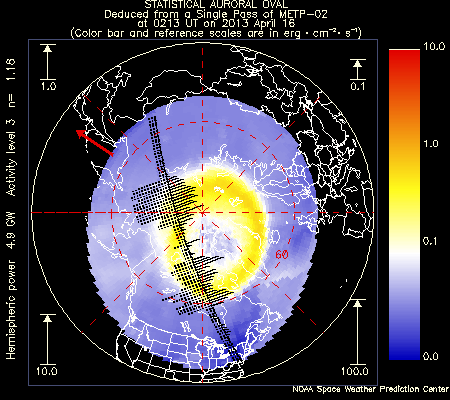 STATISTICAL AURORAL OVAL
Deduced from a Single Pass of METP-02
at 0213 UT on 2013 April 16
(Color bar and reference scales are in erg · cm⁻² · s⁻¹)
Hemispheric power 4.9 GW Activity level 3 n= 1.18
1.0
0.1
10.0
100.0
60
10.0
1.0
0.1
0.0
NOAA Space Weather Prediction Center